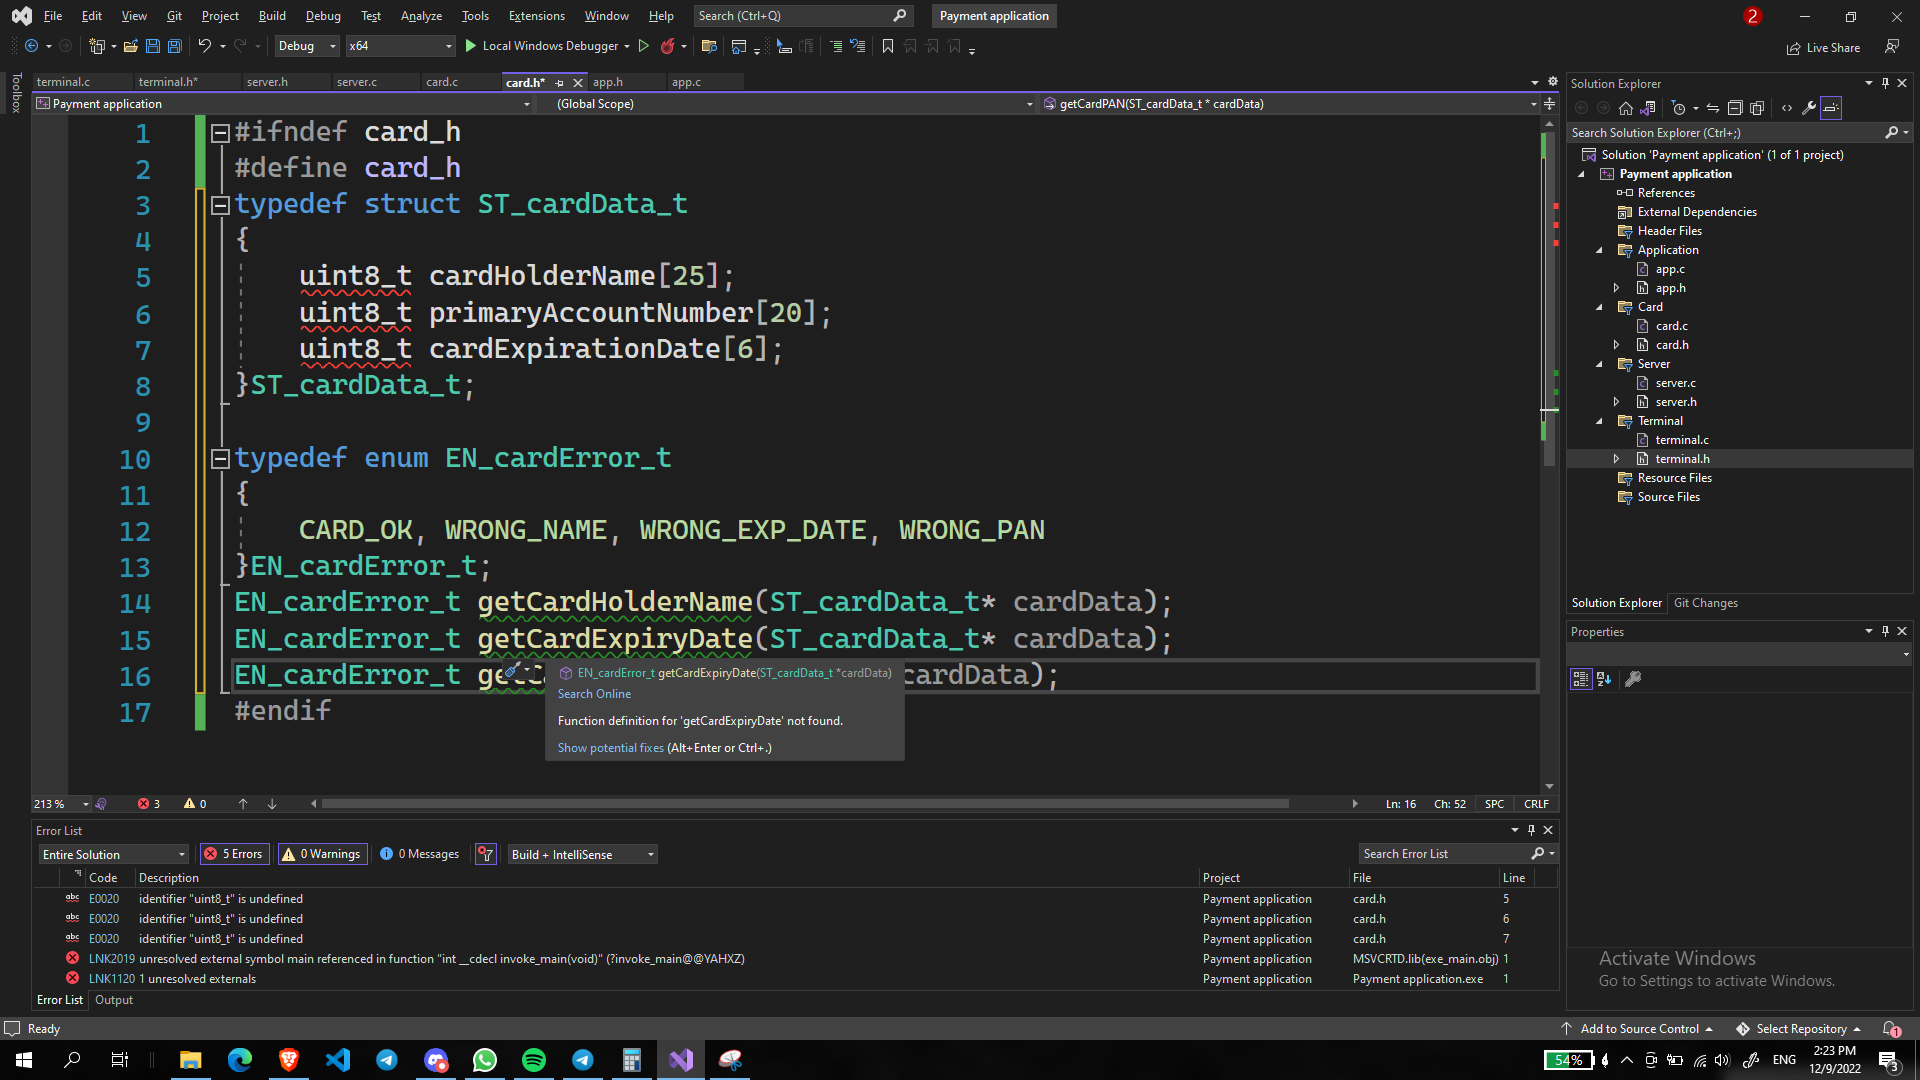 File Edit View Git Project Build Debug Test Analyze Tools Extensions Window Help Search (Ctrl+Q) Payment application 2
Debug x64 Local Windows Debugger Live Share
Toolbox
terminal.c terminal.h* server.h server.c card.c card.h* app.h app.c
Payment application (Global Scope) getCardPAN(ST_cardData_t * cardData)
1 #ifndef card_h
2 #define card_h
3 typedef struct ST_cardData_t
4 {
5 uint8_t cardHolderName[25];
6 uint8_t primaryAccountNumber[20];
7 uint8_t cardExpirationDate[6];
8 }ST_cardData_t;
9
10 typedef enum EN_cardError_t
11 {
12 CARD_OK, WRONG_NAME, WRONG_EXP_DATE, WRONG_PAN
13 }EN_cardError_t;
14 EN_cardError_t getCardHolderName(ST_cardData_t* cardData);
15 EN_cardError_t getCardExpiryDate(ST_cardData_t* cardData);
16 EN_cardError_t getC cardData);
17 #endif
EN_cardError_t getCardExpiryDate(ST_cardData_t *cardData)
Search Online
Function definition for 'getCardExpiryDate' not found.
Show potential fixes (Alt+Enter or Ctrl+.)
213 % 3 0 Ln: 16 Ch: 52 SPC CRLF
Error List
Entire Solution 5 Errors 0 Warnings 0 Messages Build + IntelliSense Search Error List
Code Description Project File Line
abc E0020 identifier "uint8_t" is undefined Payment application card.h 5
abc E0020 identifier "uint8_t" is undefined Payment application card.h 6
abc E0020 identifier "uint8_t" is undefined Payment application card.h 7
LNK2019 unresolved external symbol main referenced in function "int __cdecl invoke_main(void)" (?invoke_main@@YAHXZ) Payment application MSVCRTD.lib(exe_main.obj) 1
LNK1120 1 unresolved externals Payment application Payment application.exe 1
Error List Output
Solution Explorer
Search Solution Explorer (Ctrl+;)
Solution 'Payment application' (1 of 1 project)
Payment application
References
External Dependencies
Header Files
Application
app.c
app.h
Card
card.c
card.h
Server
server.c
server.h
Terminal
terminal.c
terminal.h
Resource Files
Source Files
Solution Explorer Git Changes
Properties
Activate Windows
Go to Settings to activate Windows.
Ready Add to Source Control Select Repository 1
54% ENG 2:23 PM
12/9/2022 3